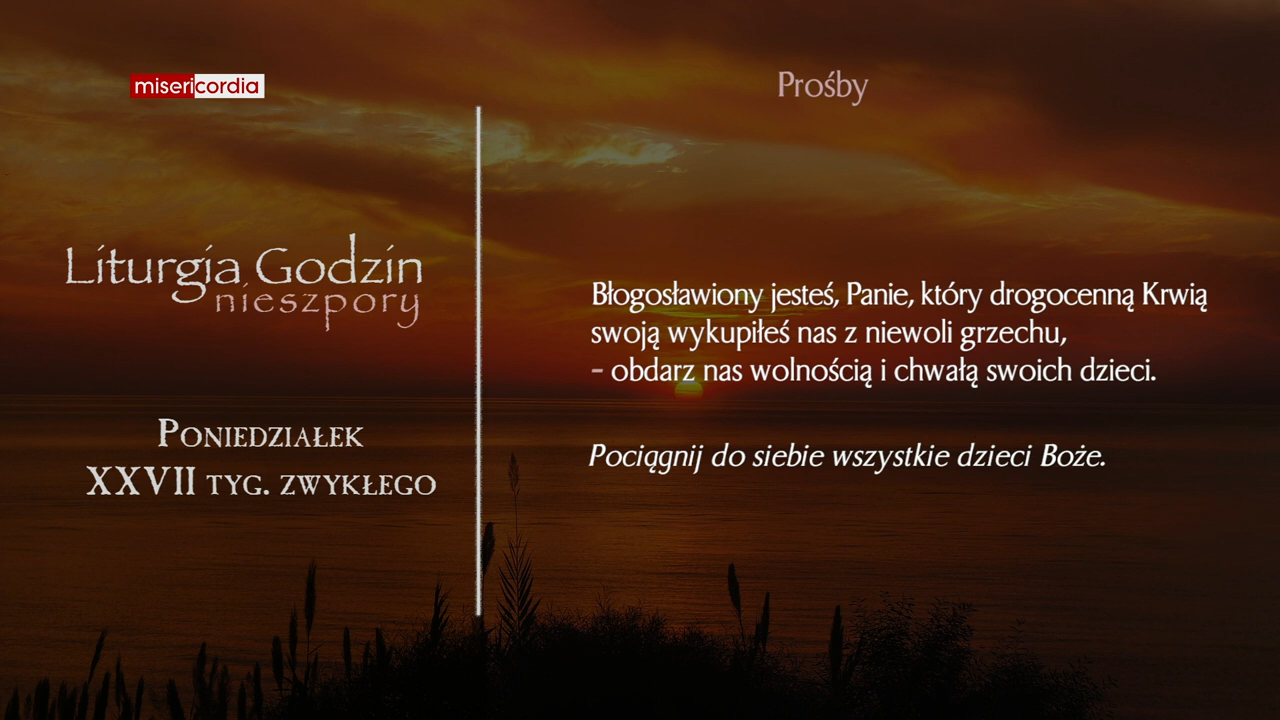 misericordia
Prośby
Liturgia Godzin
nieszpory
Poniedziałek
XXVII tyg. zwykłego
Błogosławiony jesteś, Panie, który drogocenną Krwią
swoją wykupiłeś nas z niewoli grzechu,
- obdarz nas wolnością i chwałą swoich dzieci.
Pociągnij do siebie wszystkie dzieci Boże.